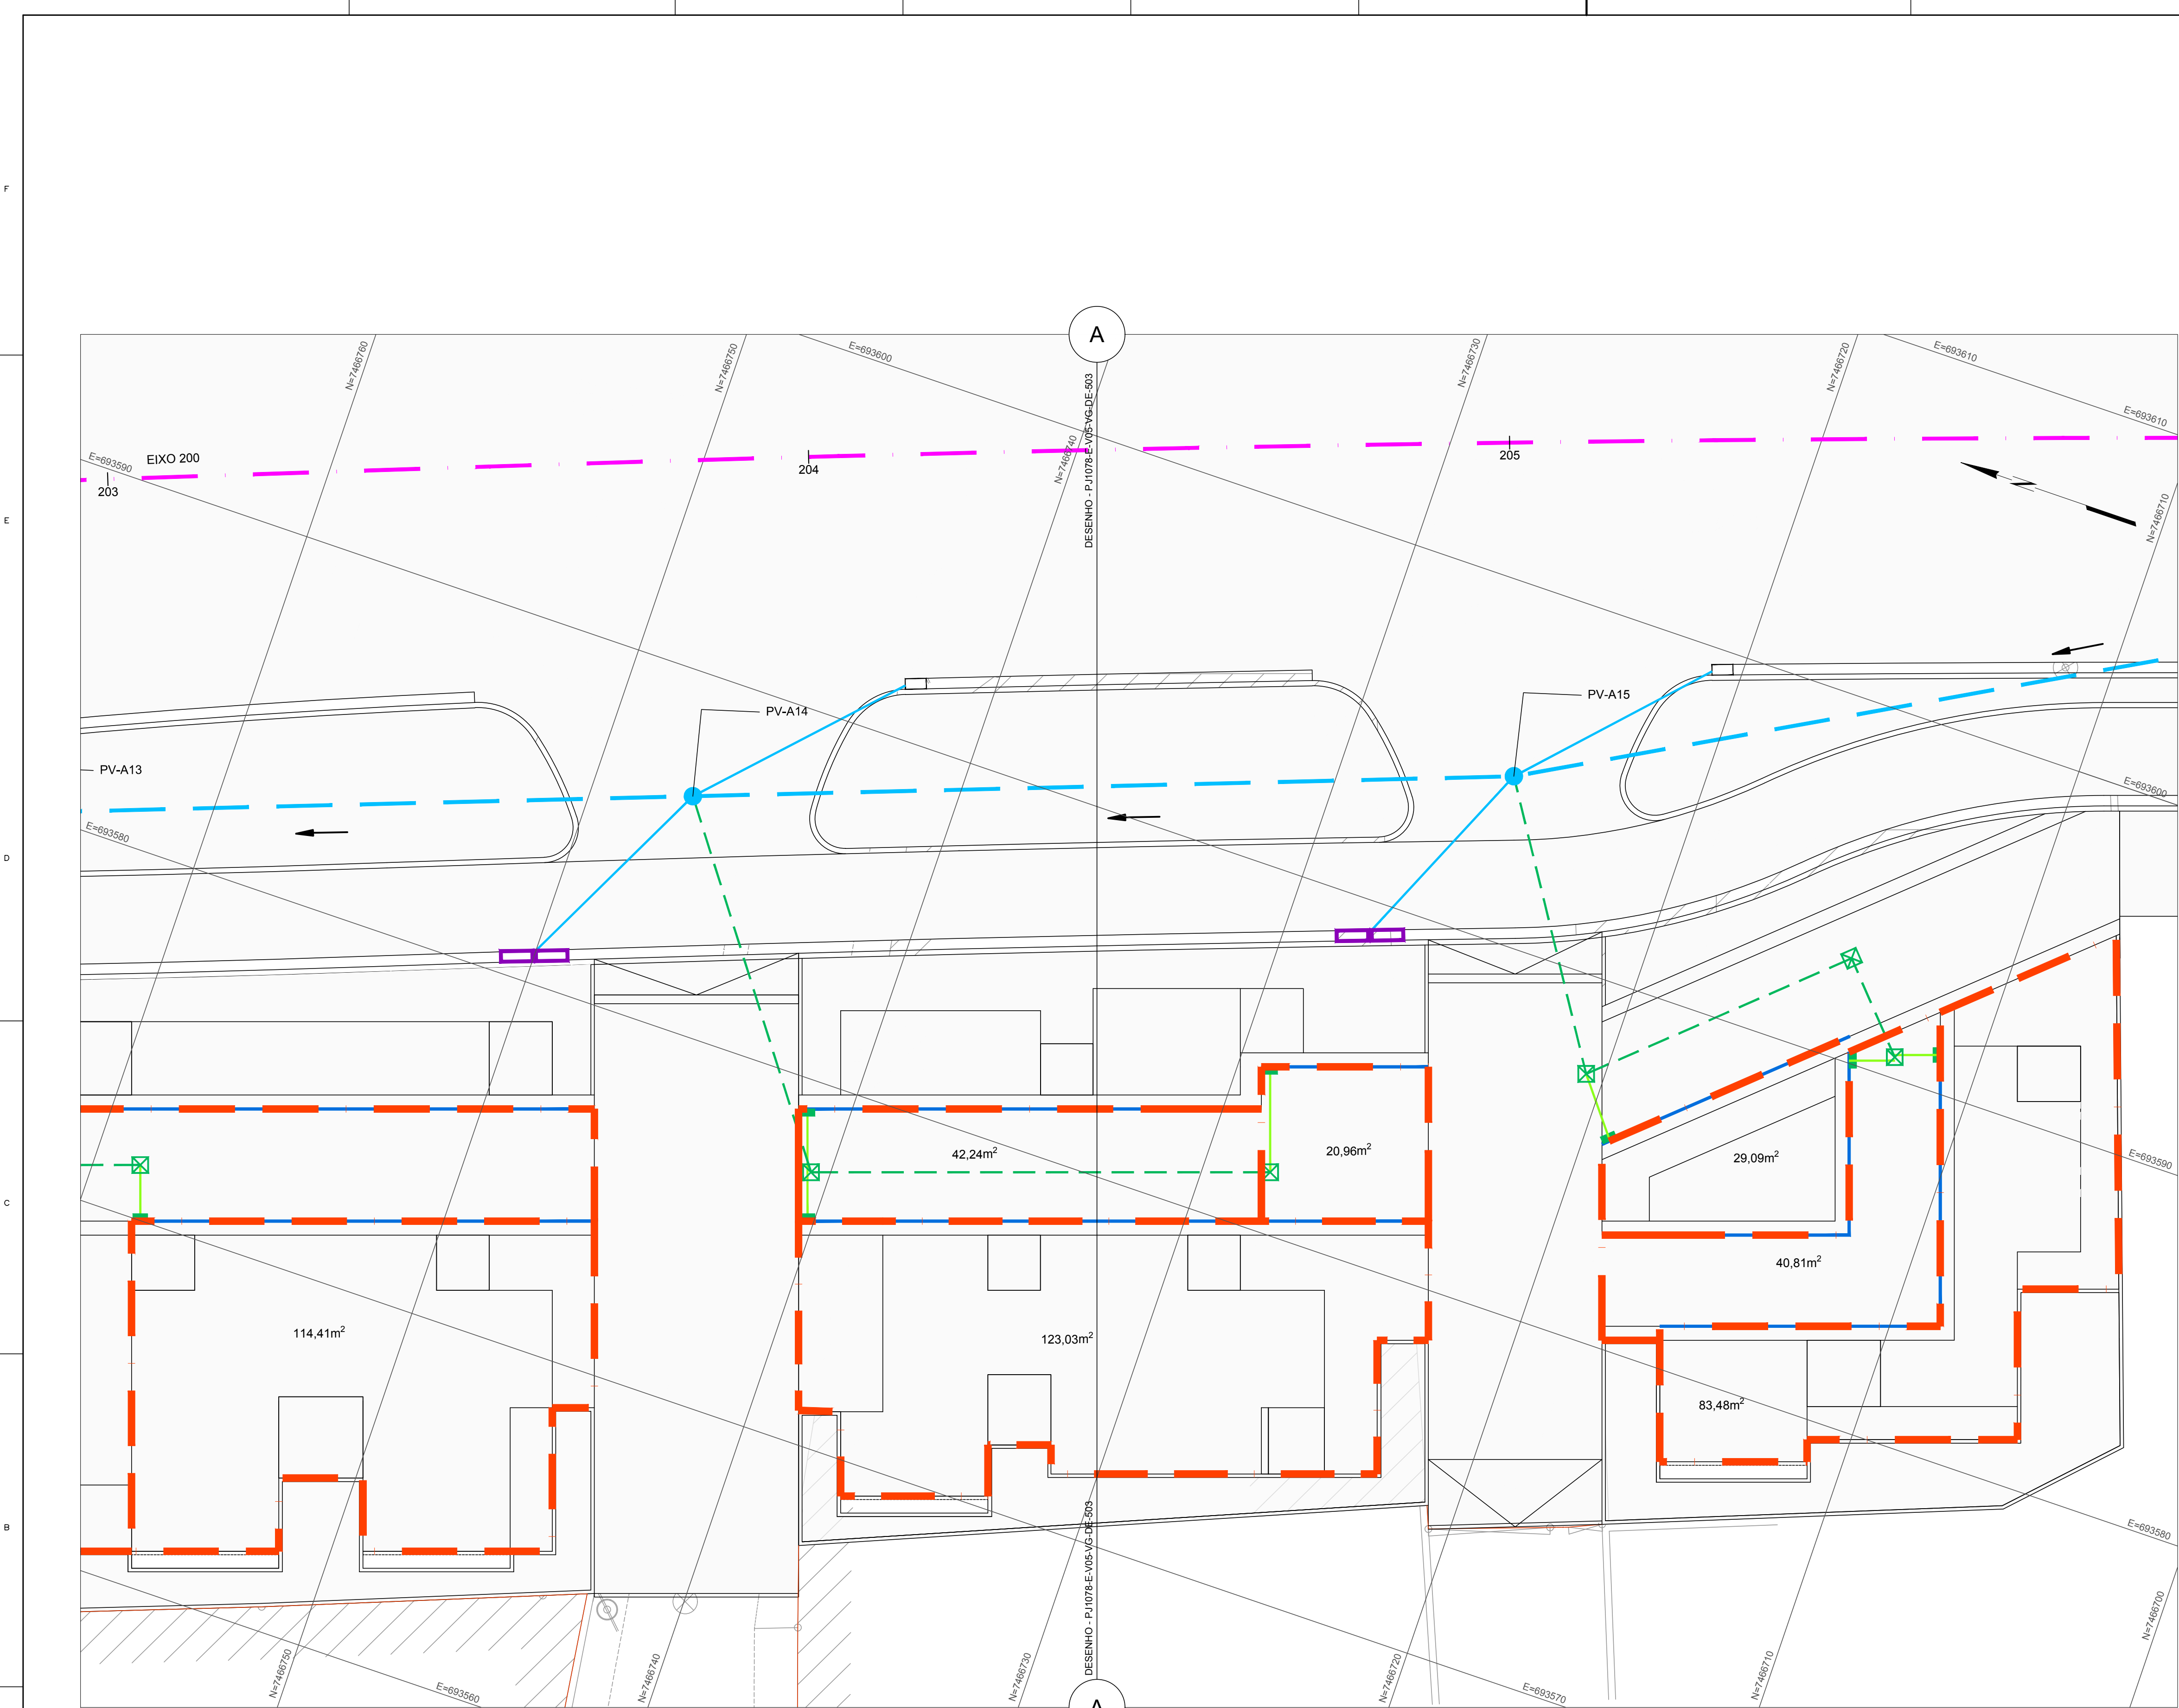 F
A
N=7466760
N=7466750
E=693600
N=7466730
N=7466720
E=693610
E=693610
DESENHO - PJ1078-E-V05-VG-DE-503
N=7466740
E=693590
EIXO 200
203
204
205
N=7466710
E
PV-A14
PV-A15
PV-A13
E=693600
E=693580
D
42,24m²
20,96m²
29,09m²
E=693590
C
40,81m²
114,41m²
123,03m²
83,48m²
B
E=693580
DESENHO - PJ1078-E-V05-VG-DE-503
N=7466750
N=7466740
N=7466730
N=7466720
N=7466710
N=7466700
E=693560
E=693570
A